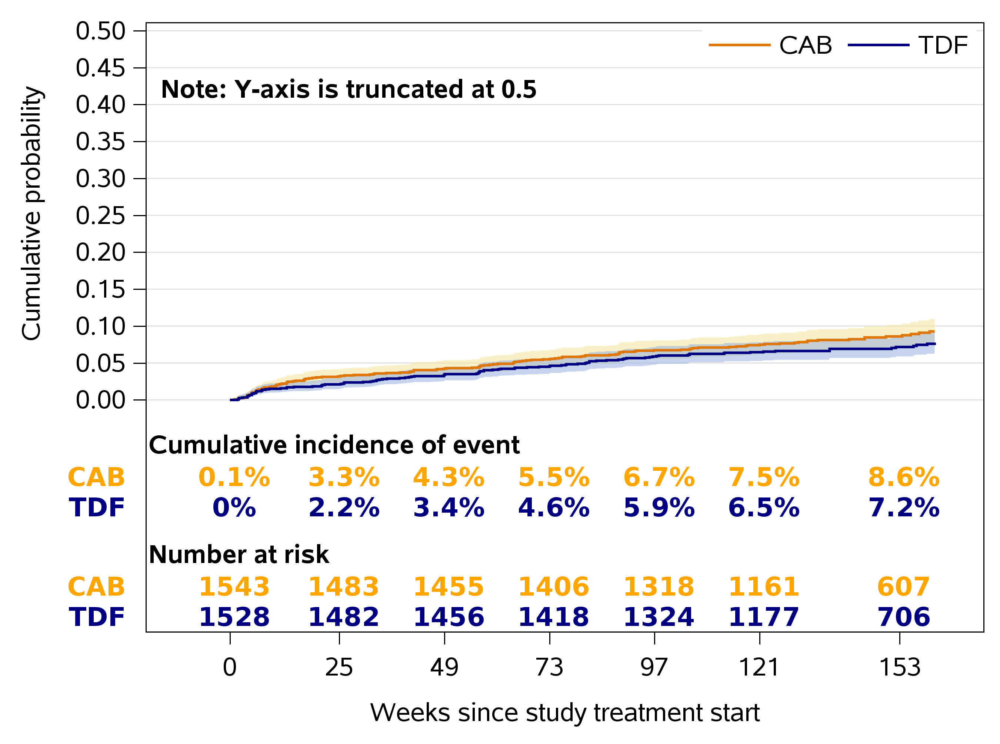 0.50
CAB TDF
0.45
Note: Y-axis is truncated at 0.5
0.40
0.35
0.30
0.25
0.20
0.15
0.10
0.05
0.00
Cumulative probability
Cumulative incidence of event
CAB 0.1% 3.3% 4.3% 5.5% 6.7% 7.5% 8.6%
TDF 0% 2.2% 3.4% 4.6% 5.9% 6.5% 7.2%
Number at risk
CAB 1543 1483 1455 1406 1318 1161 607
TDF 1528 1482 1456 1418 1324 1177 706
0 25 49 73 97 121 153
Weeks since study treatment start